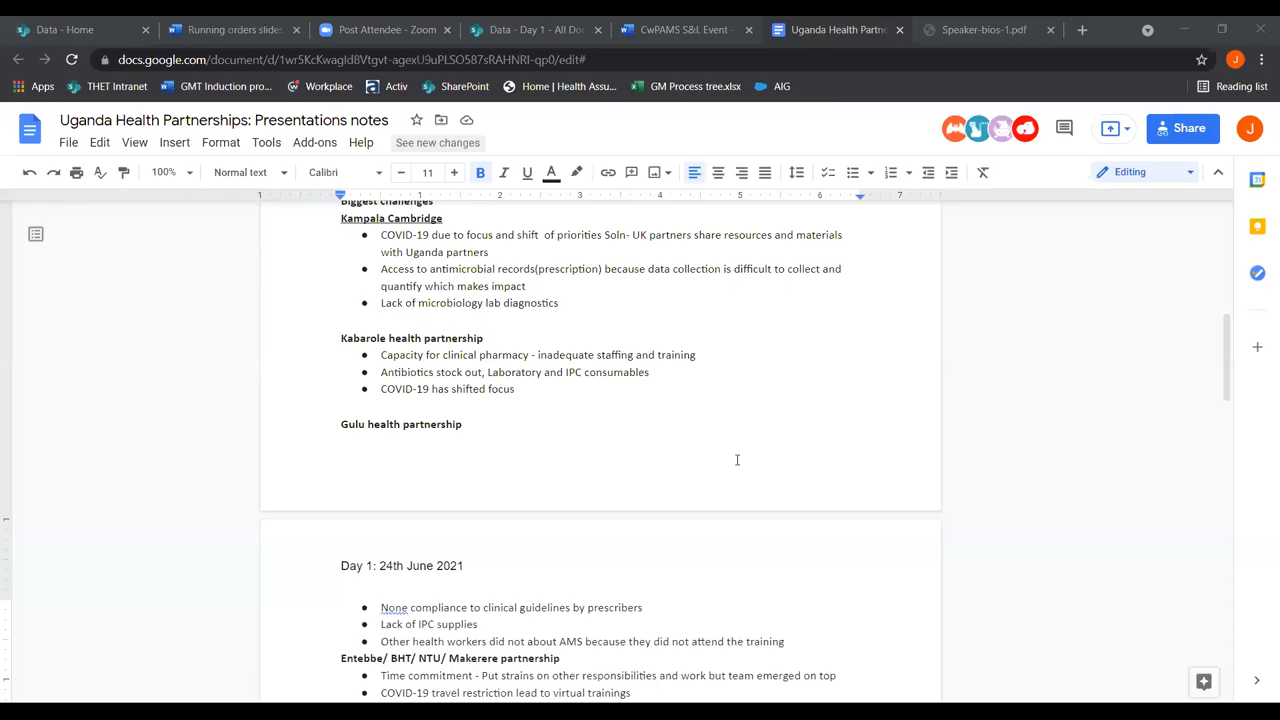 Data - Home
Running orders slides
Post Attendee - Zoom
Data - Day 1 - All Doc
CwPAMS S&L Event -
Uganda Health Partne
Speaker-bios-1.pdf
docs.google.com/document/d/1wr5KcKwagId8Vtgvt-agexU9uPLSO587sRAHNRI-qp0/edit#
J
Apps
THET Intranet
GMT Induction pro...
Workplace
Activ
SharePoint
Home | Health Assu...
GM Process tree.xlsx
AIG
Reading list
Uganda Health Partnerships: Presentations notes
File Edit View Insert Format Tools Add-ons Help See new changes
Share
J
100% Normal text Calibri 11 B I U A Editing
1 1 2 3 4 5 6 7
Biggest challenges
Kampala Cambridge
● COVID-19 due to focus and shift of priorities Soln- UK partners share resources and materials
with Uganda partners
● Access to antimicrobial records(prescription) because data collection is difficult to collect and
quantify which makes impact
● Lack of microbiology lab diagnostics
Kabarole health partnership
● Capacity for clinical pharmacy - inadequate staffing and training
● Antibiotics stock out, Laboratory and IPC consumables
● COVID-19 has shifted focus
Gulu health partnership
Day 1: 24th June 2021
● None compliance to clinical guidelines by prescribers
● Lack of IPC supplies
● Other health workers did not about AMS because they did not attend the training
Entebbe/ BHT/ NTU/ Makerere partnership
● Time commitment - Put strains on other responsibilities and work but team emerged on top
● COVID-19 travel restriction lead to virtual trainings